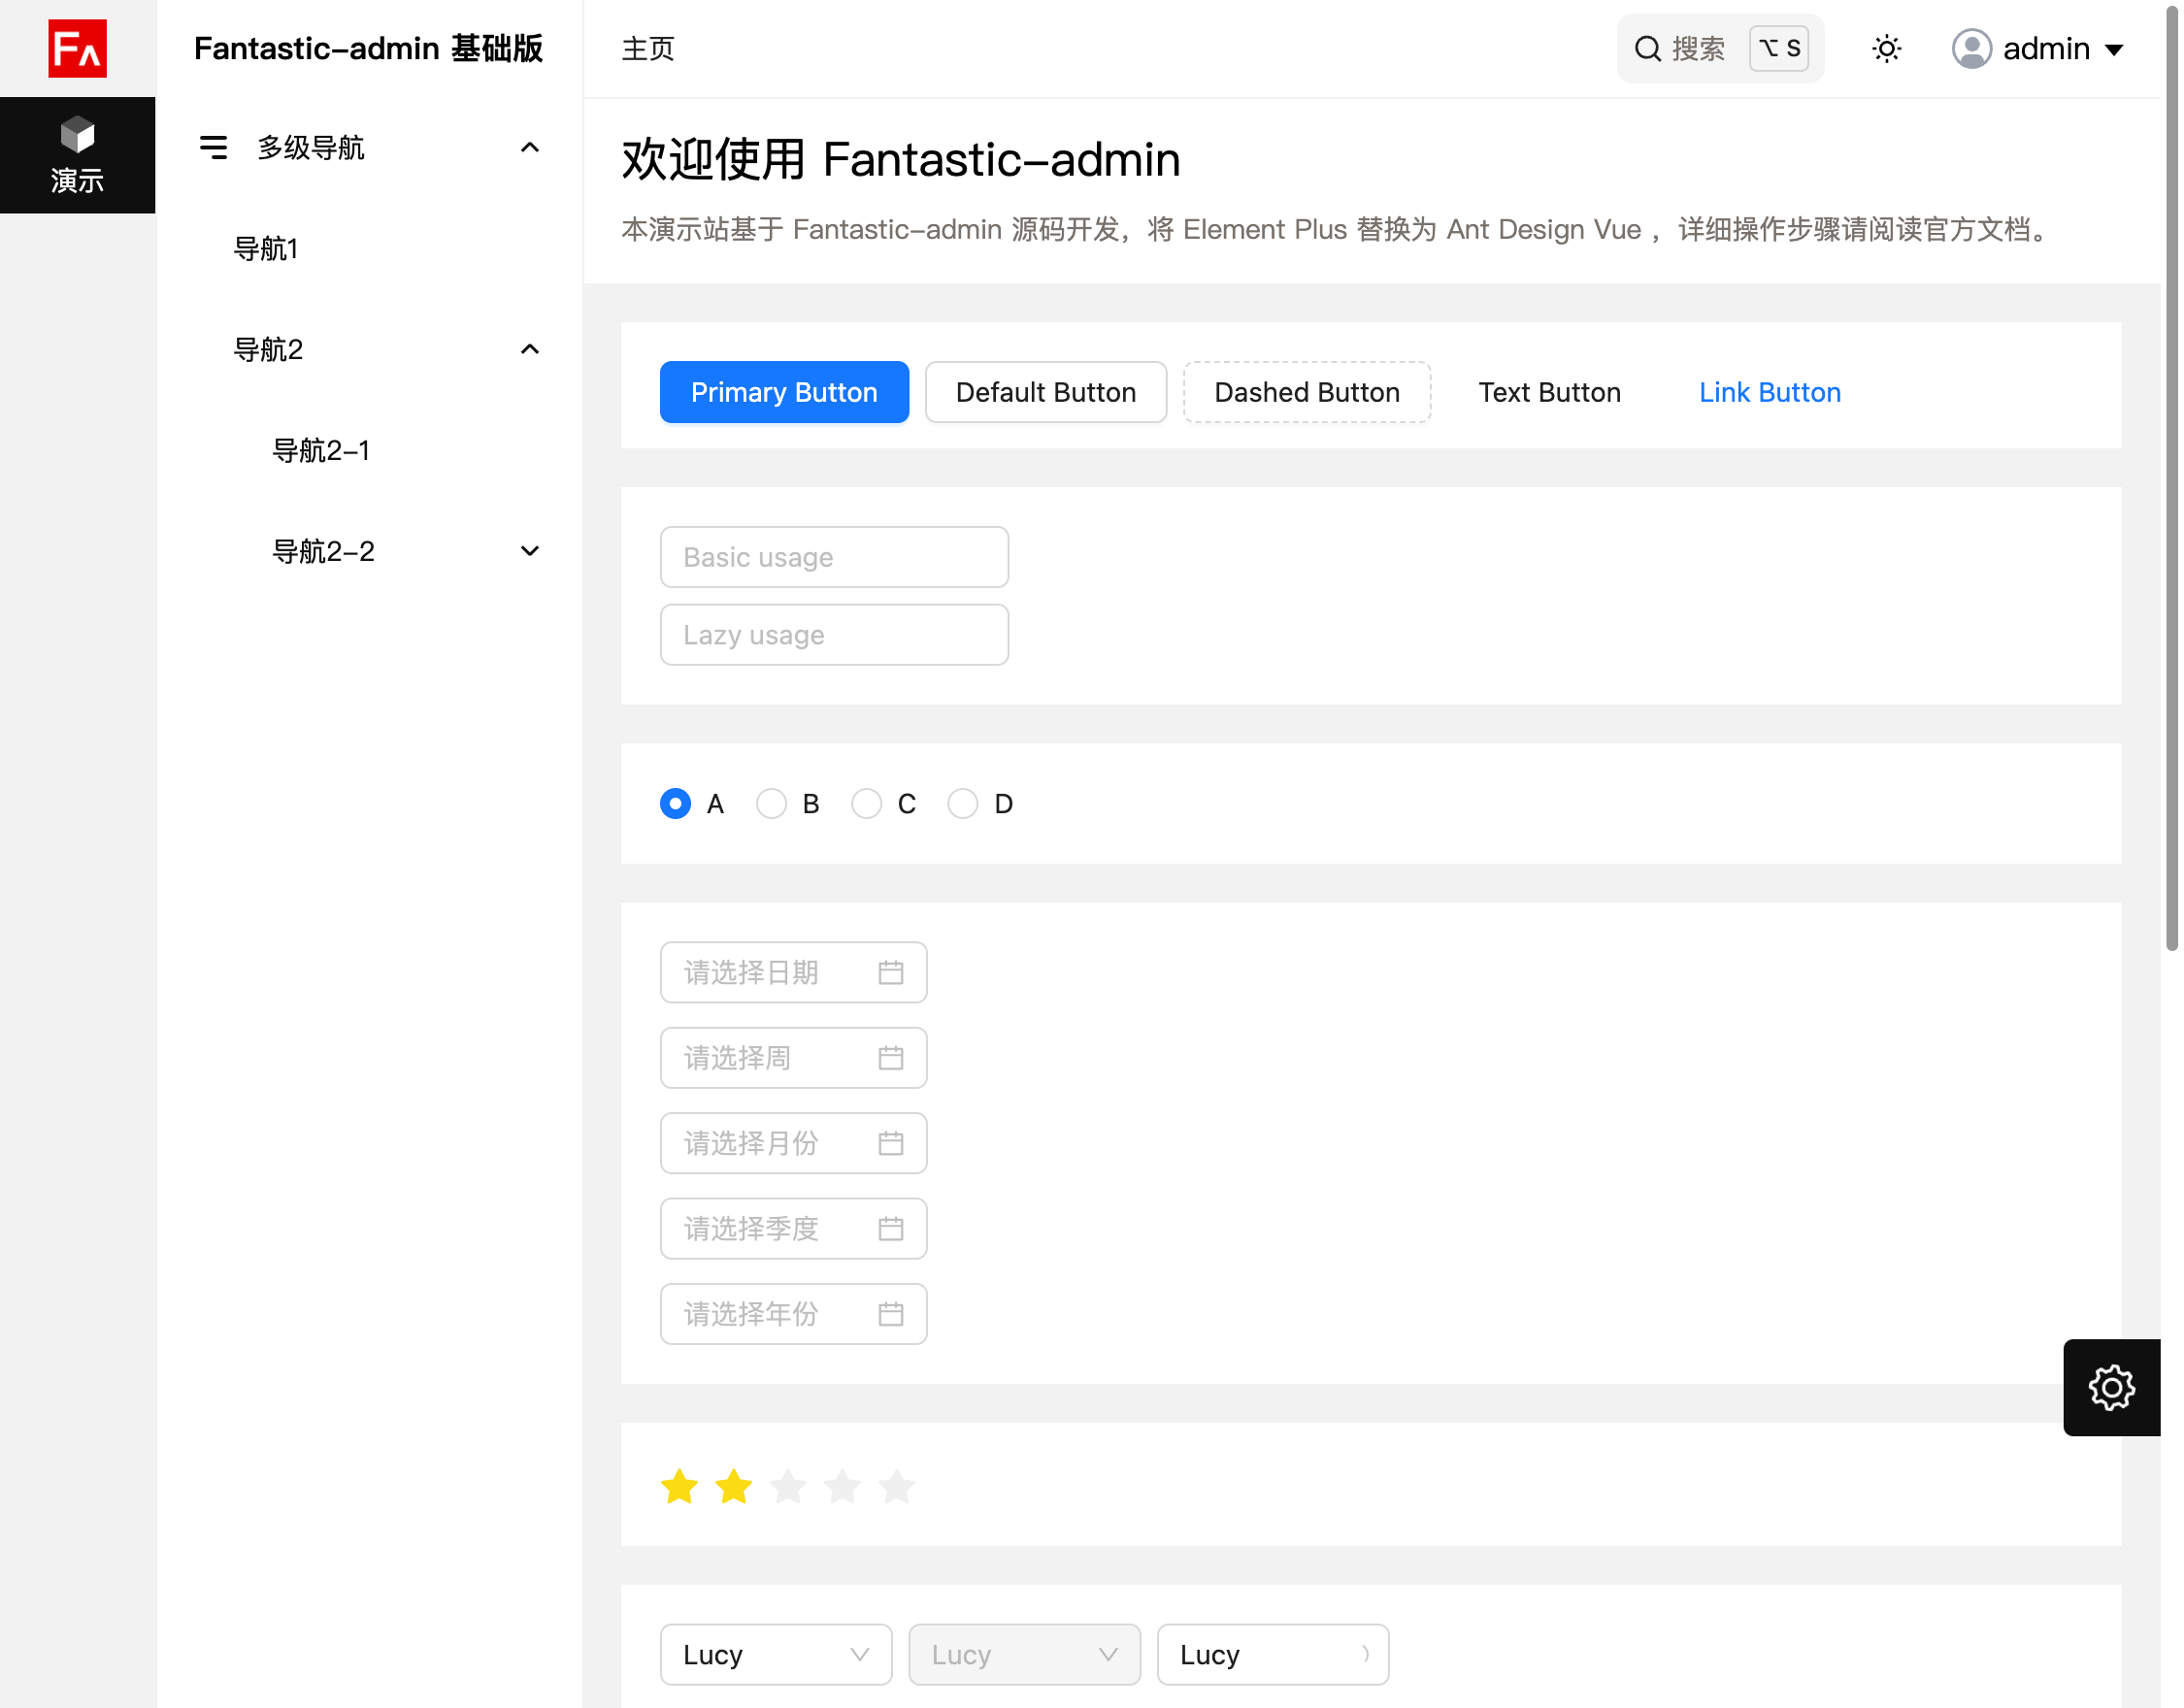 FA
演示
Fantastic-admin 基础版
多级导航
导航1
导航2
导航2-1
导航2-2
主页
搜索 ⌥ S
admin
欢迎使用 Fantastic-admin
本演示站基于 Fantastic-admin 源码开发，将 Element Plus 替换为 Ant Design Vue ，详细操作步骤请阅读官方文档。
Primary Button Default Button Dashed Button Text Button Link Button
Basic usage
Lazy usage
A B C D
请选择日期
请选择周
请选择月份
请选择季度
请选择年份
Lucy Lucy Lucy